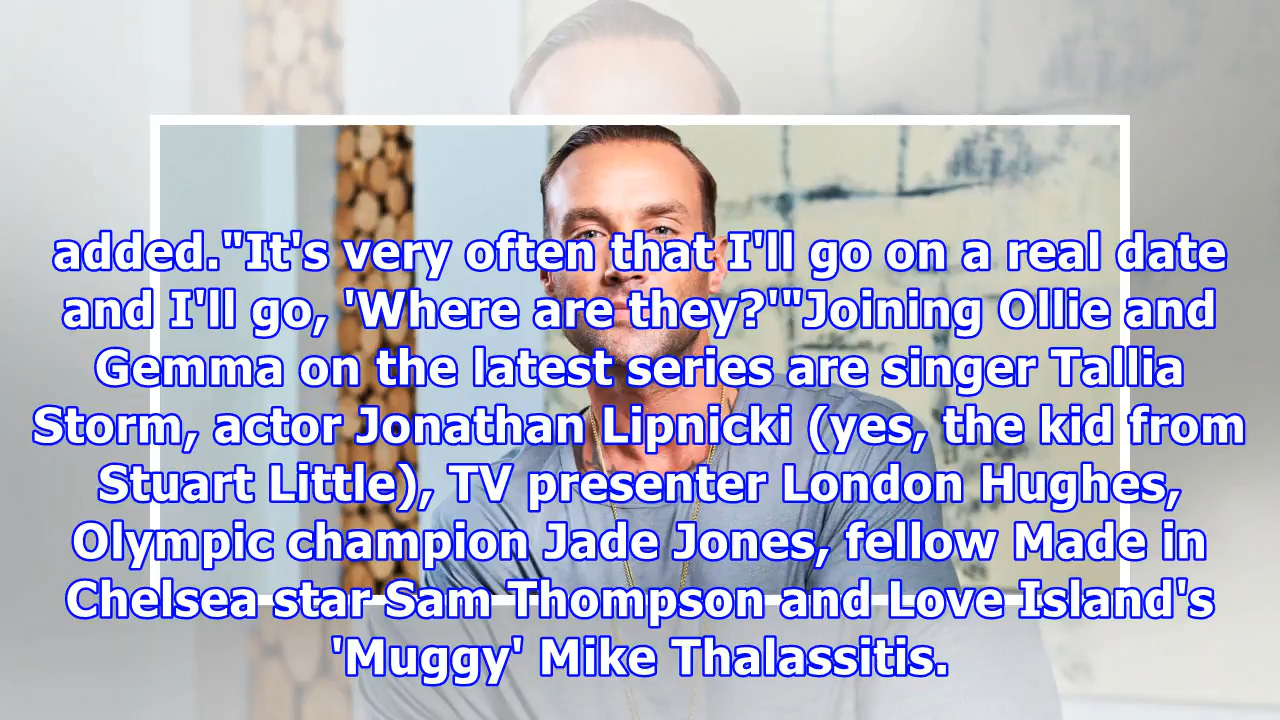 added."It's very often that I'll go on a real date
and I'll go, 'Where are they?'"Joining Ollie and
Gemma on the latest series are singer Tallia
Storm, actor Jonathan Lipnicki (yes, the kid from
Stuart Little), TV presenter London Hughes,
Olympic champion Jade Jones, fellow Made in
Chelsea star Sam Thompson and Love Island's
'Muggy' Mike Thalassitis.